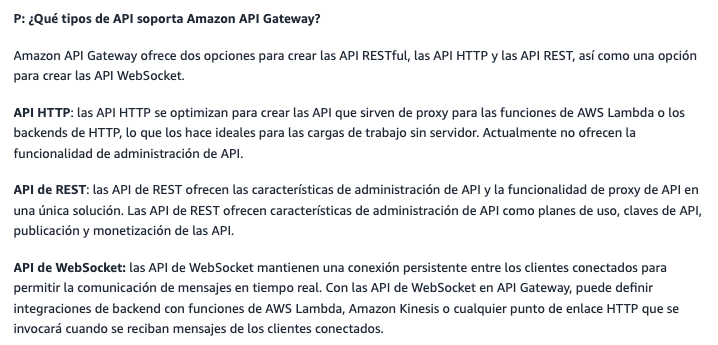 P: ¿Qué tipos de API soporta Amazon API Gateway?
Amazon API Gateway ofrece dos opciones para crear las API RESTful, las API HTTP y las API REST, así como una opción
para crear las API WebSocket.
API HTTP: las API HTTP se optimizan para crear las API que sirven de proxy para las funciones de AWS Lambda o los
backends de HTTP, lo que los hace ideales para las cargas de trabajo sin servidor. Actualmente no ofrecen la
funcionalidad de administración de API.
API de REST: las API de REST ofrecen las características de administración de API y la funcionalidad de proxy de API en
una única solución. Las API de REST ofrecen características de administración de API como planes de uso, claves de API,
publicación y monetización de las API.
API de WebSocket: las API de WebSocket mantienen una conexión persistente entre los clientes conectados para
permitir la comunicación de mensajes en tiempo real. Con las API de WebSocket en API Gateway, puede definir
integraciones de backend con funciones de AWS Lambda, Amazon Kinesis o cualquier punto de enlace HTTP que se
invocará cuando se reciban mensajes de los clientes conectados.